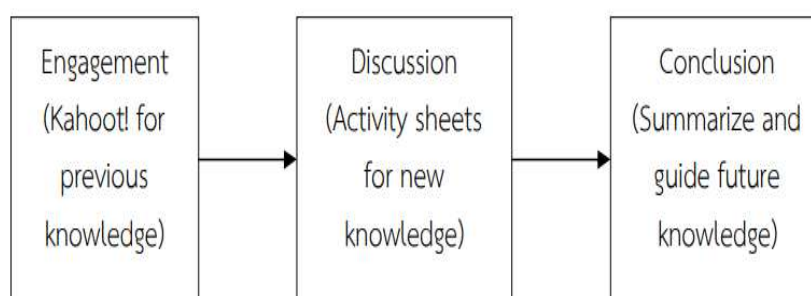 Engagement
(Kahoot! for
previous
knowledge)
Discussion
(Activity sheets
for new
knowledge)
Conclusion
(Summarize and
guide future
knowledge)